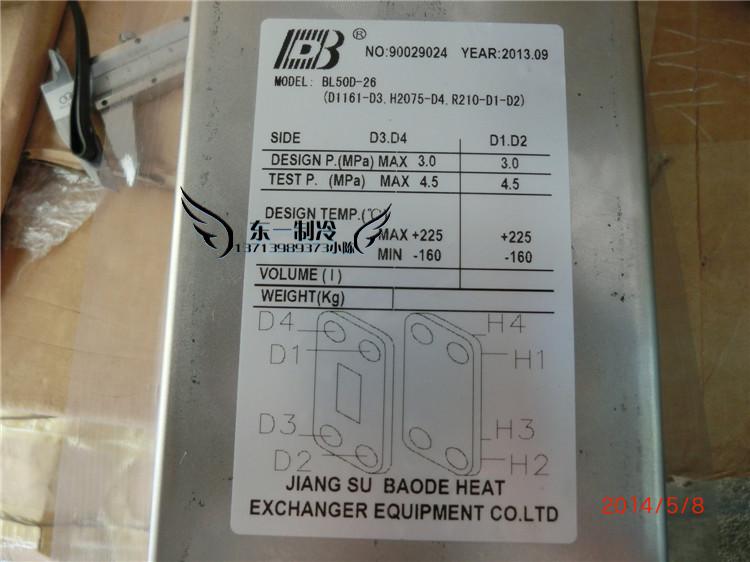 DB ®
NO:90029024 YEAR:2013.09
MODEL: BL50D-26
(D1161-D3.H2075-D4.R210-D1-D2)
SIDE D3.D4 D1.D2
DESIGN P.(MPa) MAX 3.0 3.0
TEST P. (MPa) MAX 4.5 4.5
DESIGN TEMP.(℃)
MAX +225 +225
MIN -160 -160
东一制冷
13713989373小陈
VOLUME(l)
WEIGHT(Kg)
D4 H4
D1 H1
D3 H3
D2 H2
JIANG SU BAODE HEAT
EXCHANGER EQUIPMENT CO.LTD
2014/5/8